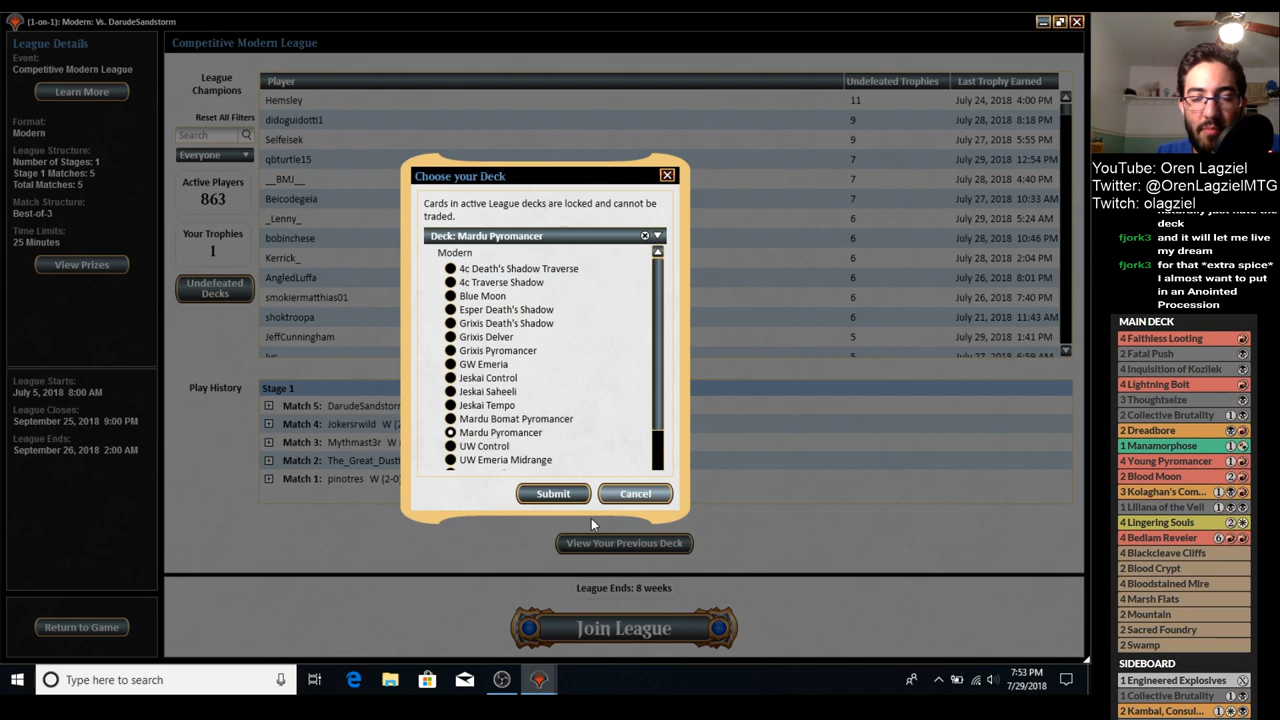 (1-on-1): Modern: Vs. DarudeSandstorm
League Details
Event:
Competitive Modern League
Learn More
Format:
Modern
League Structure:
Number of Stages: 1
Stage 1 Matches: 5
Total Matches: 5
Match Structure:
Best-of-3
Time Limits:
25 Minutes
View Prizes
League Starts:
July 5, 2018 8:00 AM
League Closes:
September 25, 2018 9:00 PM
League Ends:
September 26, 2018 2:00 AM
Return to Game
Competitive Modern League
League Champions
Reset All Filters
Search
Everyone
Active Players
863
Your Trophies
1
Undefeated Decks
Player Undefeated Trophies Last Trophy Earned
Hemsley 11 July 24, 2018 4:00 PM
didoguidotti1 9 July 28, 2018 8:18 PM
Selfeisek 9 July 27, 2018 5:55 PM
qbturtle15 7 July 29, 2018 12:54 PM
__BMJ__ 7 July 28, 2018 4:40 PM
Beicodegeia 7 July 27, 2018 10:33 AM
_Lenny_ 6 July 29, 2018 5:24 AM
bobinchese 6 July 28, 2018 10:46 PM
Kerrick_ 6 July 28, 2018 2:04 PM
AngledLuffa 6 July 28, 2018 8:01 PM
smokiermatthias01 6 July 26, 2018 7:40 PM
shoktroopa 6 July 21, 2018 11:43 AM
JeffCunningham 5 July 29, 2018 1:41 PM
Play History
Stage 1
Match 5: DarudeSandstorm
Match 4: Jokersrwild W (2
Match 3: Mythmast3r W (2
Match 2: The_Great_Dusti
Match 1: pinotres W (2-0)
Choose your Deck
Cards in active League decks are locked and cannot be traded.
Deck: Mardu Pyromancer
Modern
4c Death's Shadow Traverse
4c Traverse Shadow
Blue Moon
Esper Death's Shadow
Grixis Death's Shadow
Grixis Delver
Grixis Pyromancer
GW Emeria
Jeskai Control
Jeskai Saheeli
Jeskai Tempo
Mardu Bomat Pyromancer
Mardu Pyromancer
UW Control
UW Emeria Midrange
Submit
Cancel
View Your Previous Deck
League Ends: 8 weeks
Join League
YouTube: Oren Lagziel
Twitter: @OrenLagzielMTG
Twitch: olagziel
naturally just hate the
deck
fjork3 and it will let me live
my dream
fjork3 for that *extra spice*
I almost want to put
in an Anointed
Procession
MAIN DECK
4 Faithless Looting
2 Fatal Push
4 Inquisition of Kozilek
4 Lightning Bolt
3 Thoughtseize
2 Collective Brutality 1
2 Dreadbore
1 Manamorphose 1
4 Young Pyromancer 1
2 Blood Moon 2
3 Kolaghan's Com... 1
1 Liliana of the Veil 1
4 Lingering Souls 2
4 Bedlam Reveler 6
4 Blackcleave Cliffs
2 Blood Crypt
4 Bloodstained Mire
4 Marsh Flats
2 Mountain
2 Sacred Foundry
2 Swamp
SIDEBOARD
1 Engineered Explosives X
1 Collective Brutality 1
2 Kambal, Consul... 1
Type here to search
7:53 PM
7/29/2018